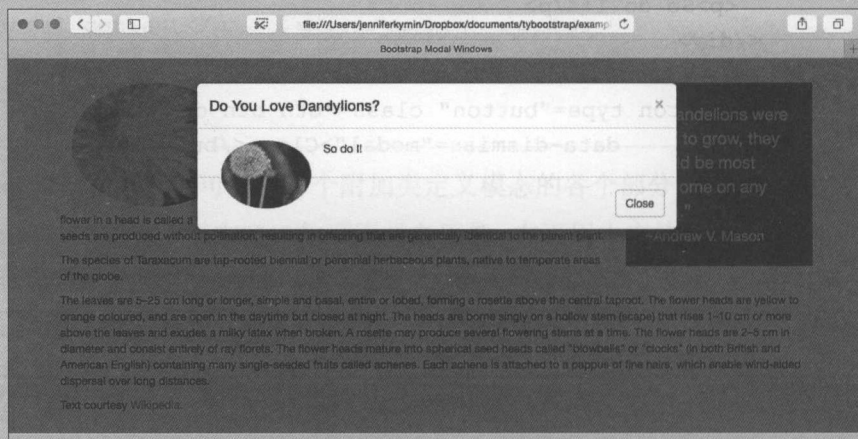 file:///Users/jenniferkyrnin/Dropbox/documents/tybootstrap/examp
Bootstrap Modal Windows
Do You Love Dandylions?
×
So do I!
Close
andelions were
to grow, they
d be most
ome on any
"
~Andrew V. Mason
flower in a head is called a
seeds are produced without pollination, resulting in offspring that are genetically identical to the parent plant.
The species of Taraxacum are tap-rooted biennial or perennial herbaceous plants, native to temperate areas
of the globe.
The leaves are 5–25 cm long or longer, simple and basal, entire or lobed, forming a rosette above the central taproot. The flower heads are yellow to
orange coloured, and are open in the daytime but closed at night. The heads are borne singly on a hollow stem (scape) that rises 1–10 cm or more
above the leaves and exudes a milky latex when broken. A rosette may produce several flowering stems at a time. The flower heads are 2–5 cm in
diameter and consist entirely of ray florets. The flower heads mature into spherical seed heads called "blowballs" or "clocks" (in both British and
American English) containing many single-seeded fruits called achenes. Each achene is attached to a pappus of fine hairs, which enable wind-aided
dispersal over long distances.
Text courtesy Wikipedia.